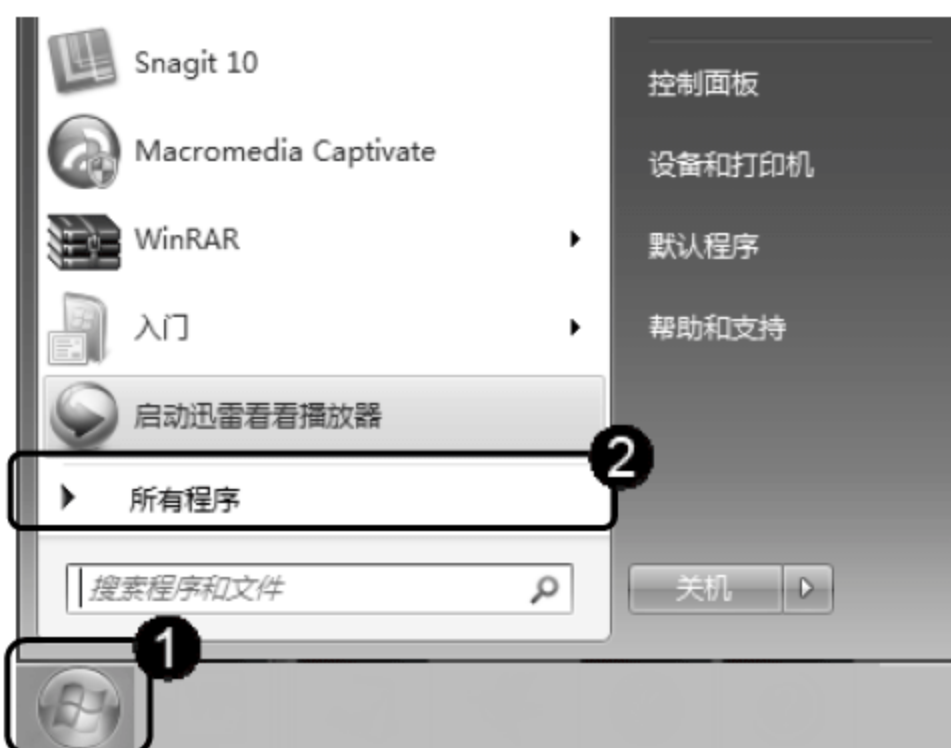 Snagit 10
Macromedia Captivate
WinRAR
入门
启动迅雷看看播放器
所有程序
2
搜索程序和文件
1
控制面板
设备和打印机
默认程序
帮助和支持
关机